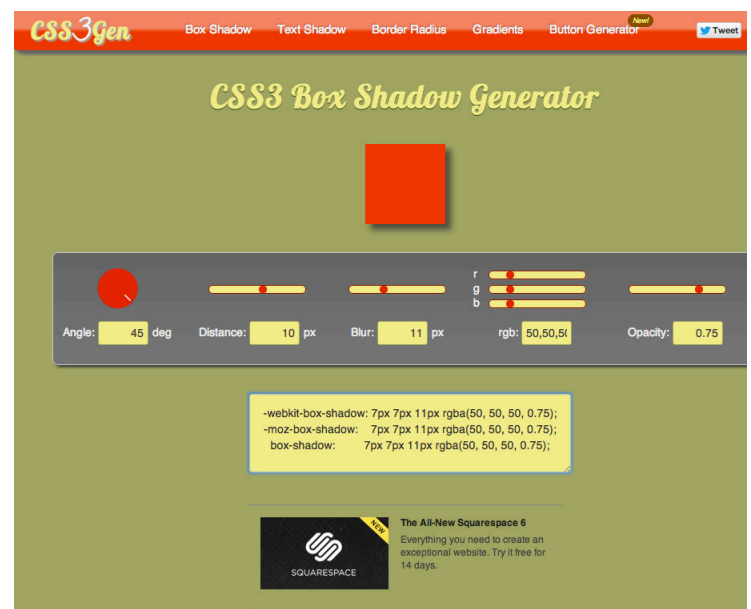 CSS3Gen
Box Shadow Text Shadow Border Radius Gradients Button Generator New! Tweet
CSS3 Box Shadow Generator
r
g
b
Angle: 45 deg Distance: 10 px Blur: 11 px rgb: 50,50,5( Opacity: 0.75
-webkit-box-shadow: 7px 7px 11px rgba(50, 50, 50, 0.75);
-moz-box-shadow: 7px 7px 11px rgba(50, 50, 50, 0.75);
box-shadow: 7px 7px 11px rgba(50, 50, 50, 0.75);
NEW
SQUARESPACE
The All-New Squarespace 6
Everything you need to create an
exceptional website. Try it free for
14 days.